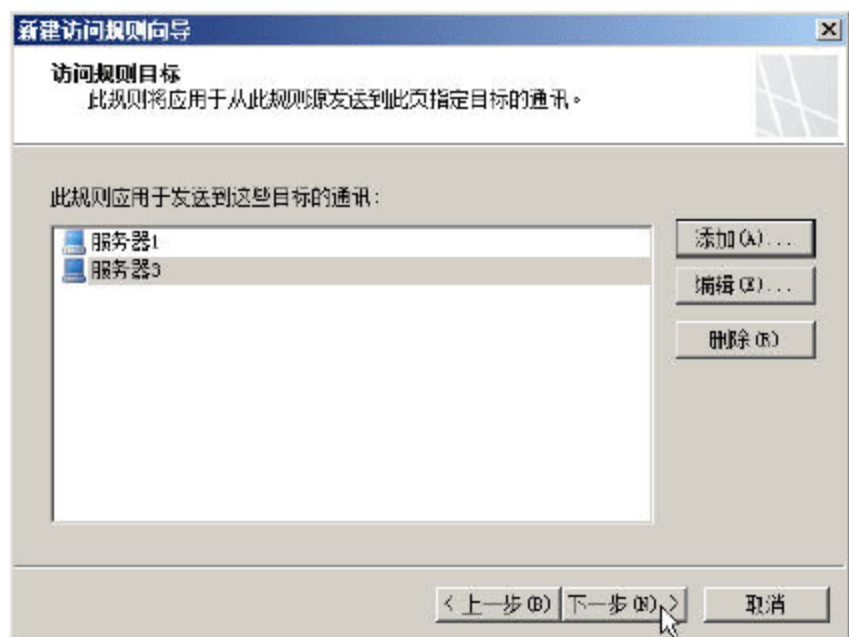 新建访问规则向导
访问规则目标
此规则将应用于从此规则源发送到此页指定目标的通讯。
此规则应用于发送到这些目标的通讯:
服务器1
服务器3
添加(A)...
编辑(E)...
删除(R)
< 上一步(B)
下一步(N) >
取消